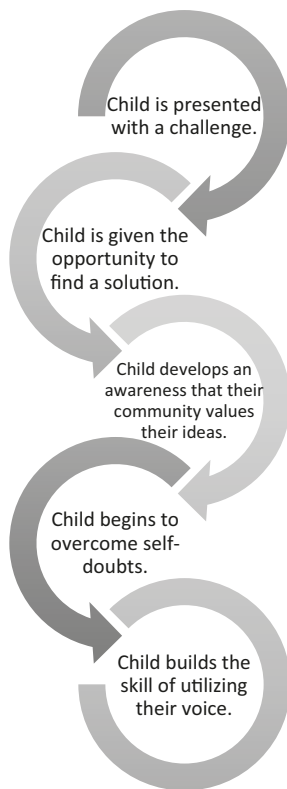 Child is presented
with a challenge.
Child is given the
opportunity to
find a solution.
Child develops an
awareness that their
community values
their ideas.
Child begins to
overcome self-
doubts.
Child builds the
skill of utilizing
their voice.